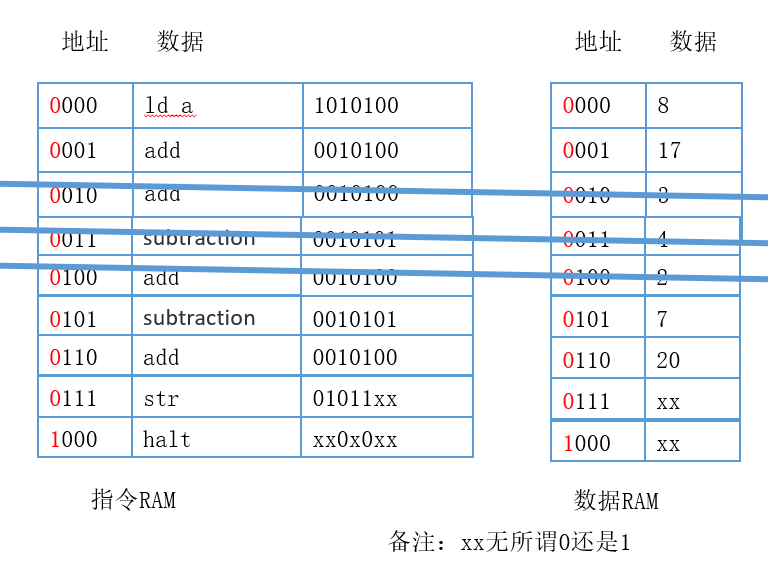 地址 数据 地址 数据
0000 ld_a 1010100 0000 8
0001 add 0010100 0001 17
0010 add 0010100 0010 3
0011 subtraction 0010101 0011 4
0100 add 0010100 0100 2
0101 subtraction 0010101 0101 7
0110 add 0010100 0110 20
0111 str 01011xx 0111 xx
1000 halt xx0x0xx 1000 xx
指令RAM 数据RAM
备注：xx无所谓0还是1